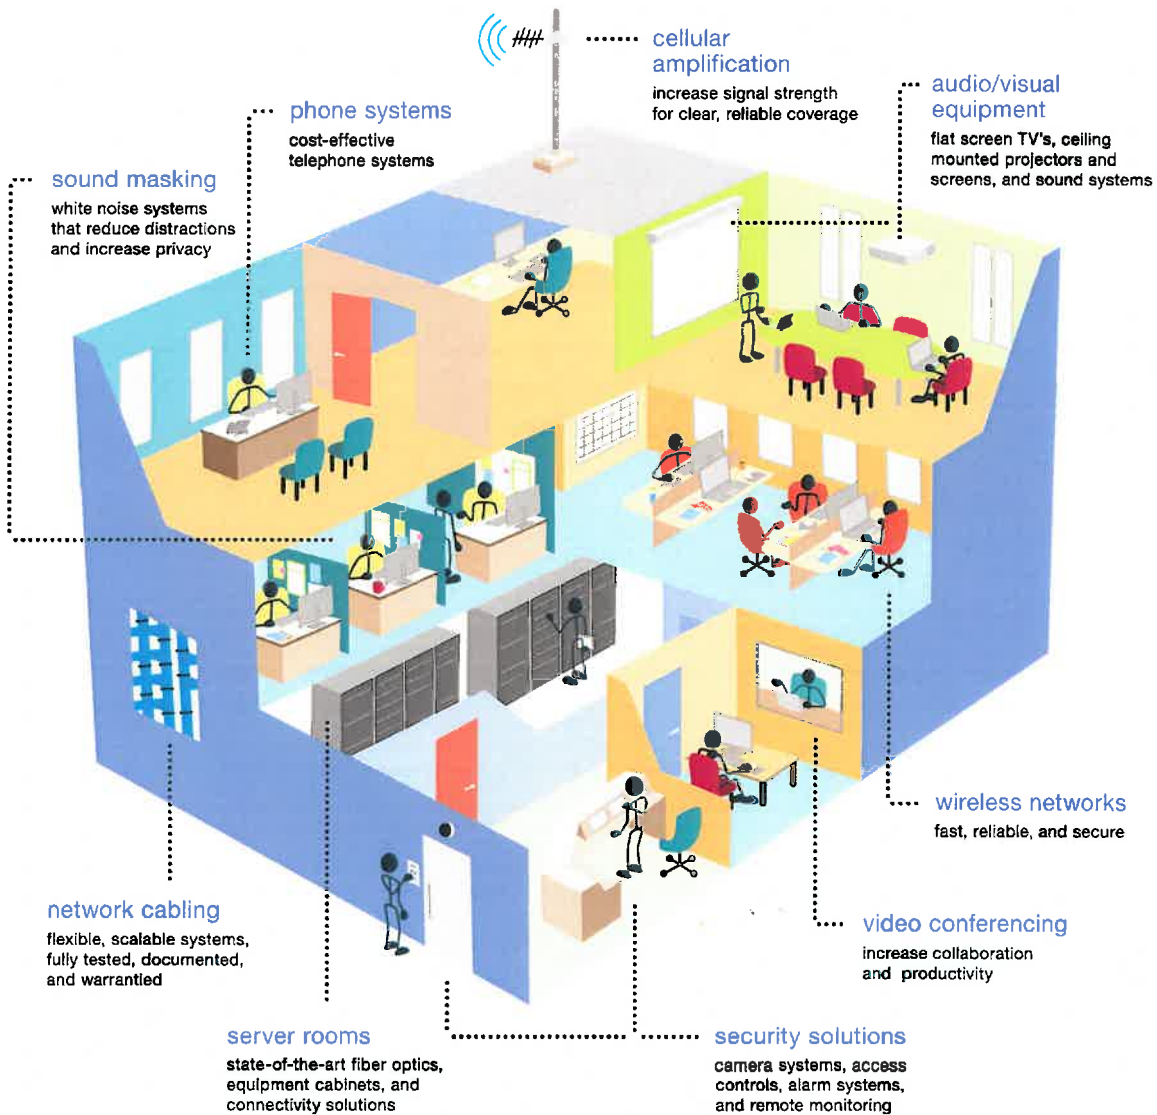 cellular
amplification
increase signal strength
for clear, reliable coverage
audio/visual
equipment
flat screen TV's, ceiling
mounted projectors and
screens, and sound systems
phone systems
cost-effective
telephone systems
sound masking
white noise systems
that reduce distractions
and increase privacy
wireless networks
fast, reliable, and secure
network cabling
flexible, scalable systems,
fully tested, documented,
and warrantied
video conferencing
increase collaboration
and productivity
server rooms
state-of-the-art fiber optics,
equipment cabinets, and
connectivity solutions
security solutions
camera systems, access
controls, alarm systems,
and remote monitoring